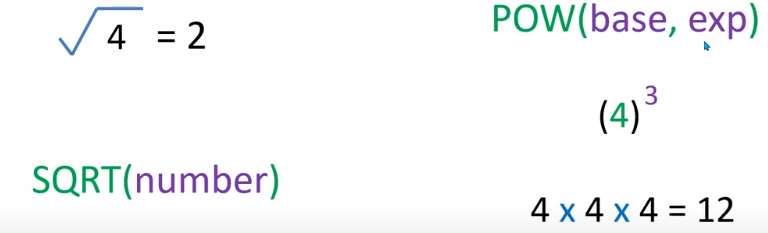 √4 = 2
SQRT(number)
POW(base, exp)
(4)³
4 x 4 x 4 = 12